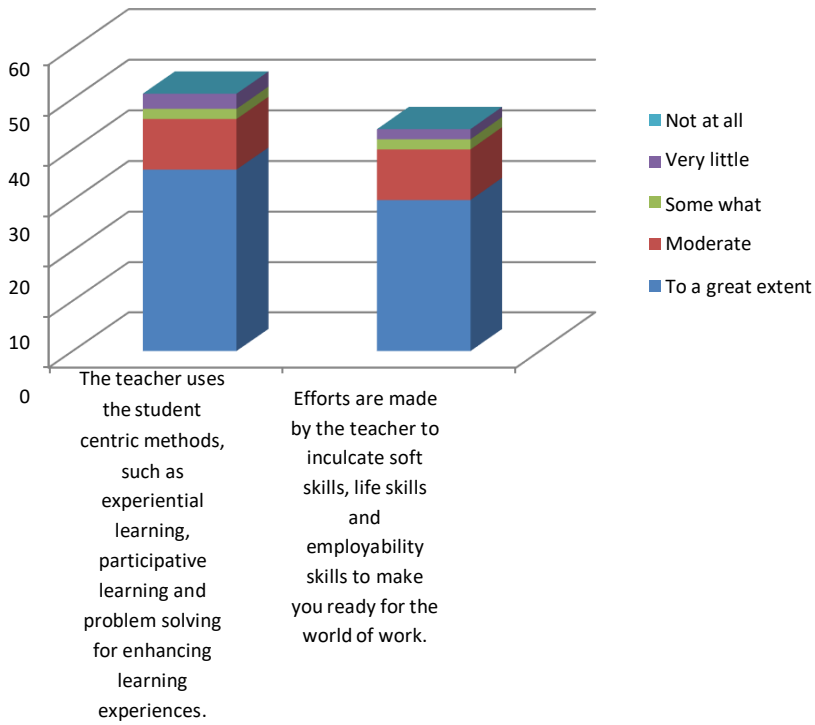 60
50
40
30
20
10
0
The teacher uses
the student
centric methods,
such as
experiential
learning,
participative
learning and
problem solving
for enhancing
learning
experiences.
Efforts are made
by the teacher to
inculcate soft
skills, life skills
and
employability
skills to make
you ready for the
world of work.
Not at all
Very little
Some what
Moderate
To a great extent